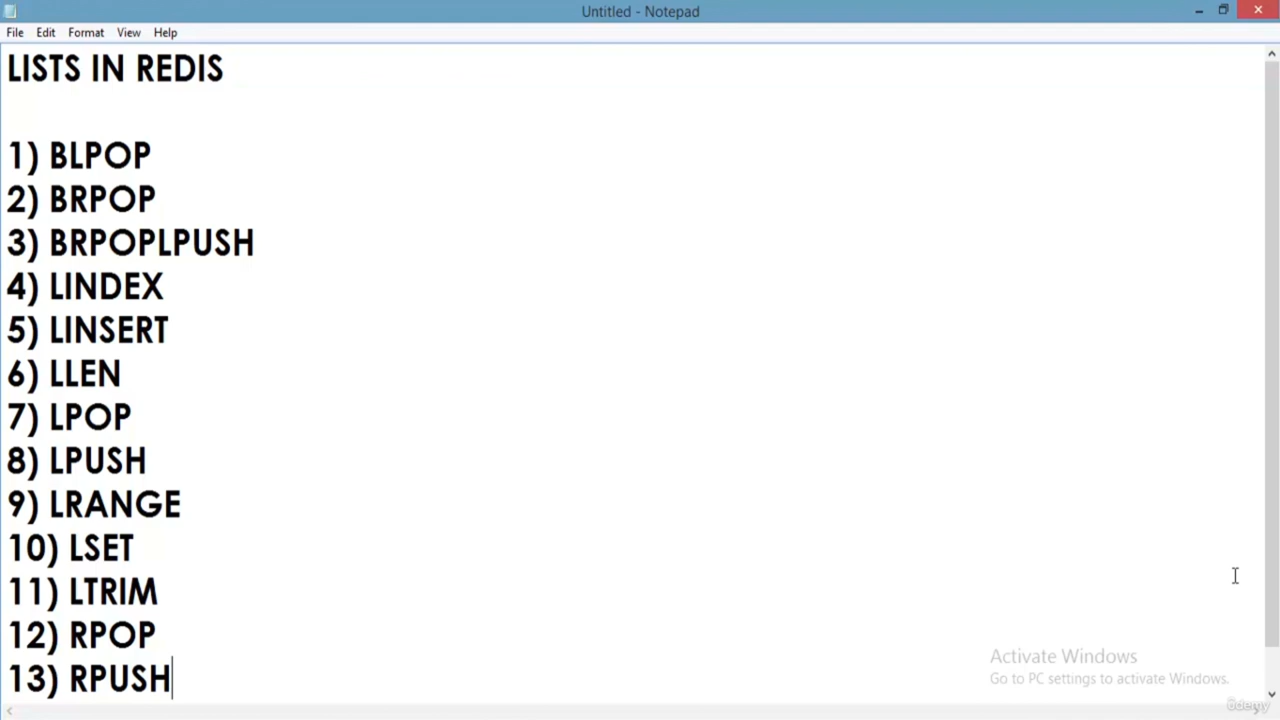 Untitled - Notepad
File Edit Format View Help
LISTS IN REDIS
1) BLPOP
2) BRPOP
3) BRPOPLPUSH
4) LINDEX
5) LINSERT
6) LLEN
7) LPOP
8) LPUSH
9) LRANGE
10) LSET
11) LTRIM
12) RPOP
13) RPUSH
Activate Windows
Go to PC settings to activate Windows.
ûdemy